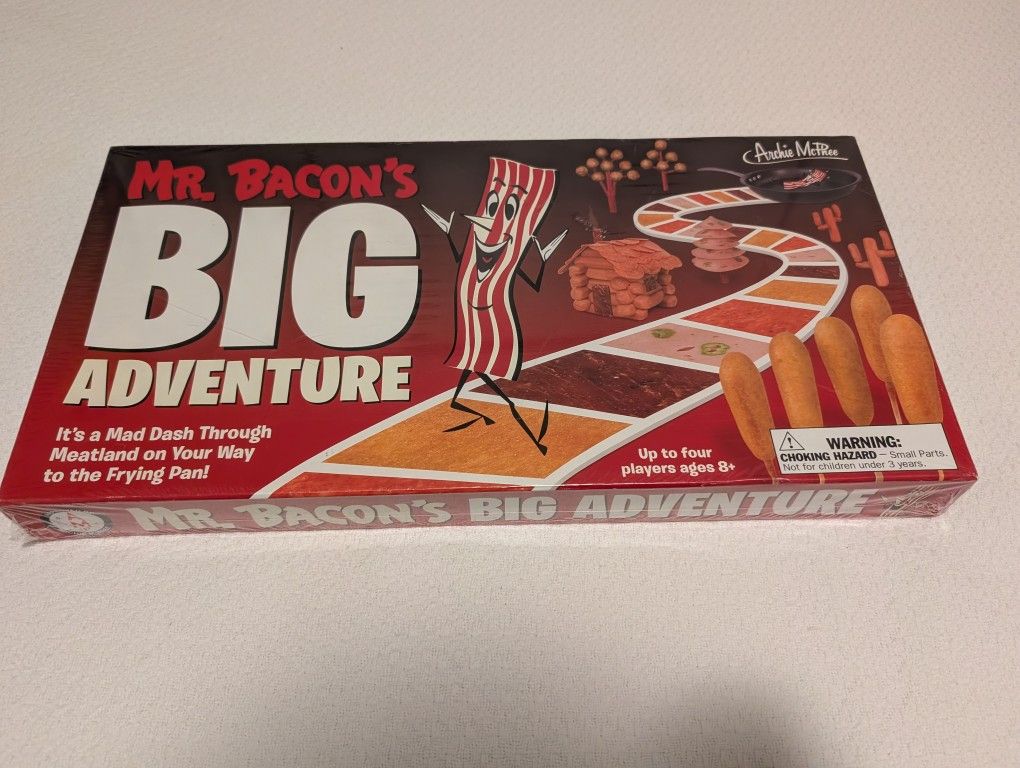 MR. BACON'S
BIG
ADVENTURE
It's a Mad Dash Through
Meatland on Your Way
to the Frying Pan!
Archie McPhee
Up to four
players ages 8+
WARNING:
CHOKING HAZARD — Small Parts.
Not for children under 3 years.
MR. BACON'S BIG ADVENTURE